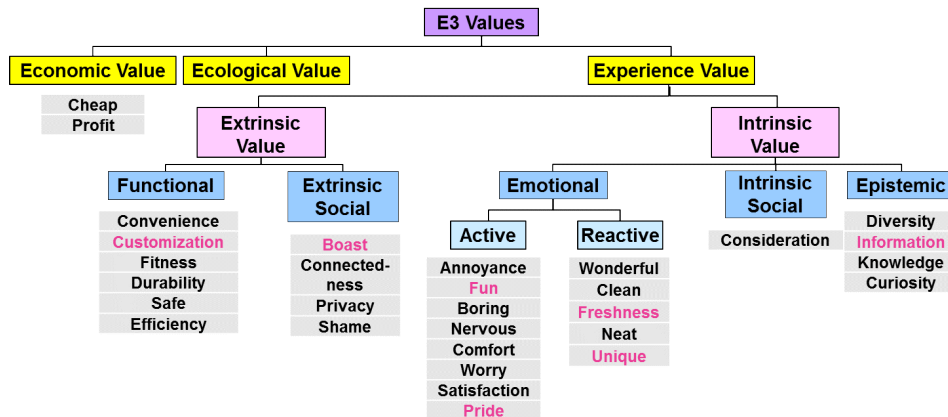 E3 Values
Economic Value
Ecological Value
Experience Value
Cheap
Profit
Extrinsic
Value
Intrinsic
Value
Functional
Extrinsic
Social
Emotional
Intrinsic
Social
Epistemic
Convenience
Customization
Fitness
Durability
Safe
Efficiency
Boast
Connected-
ness
Privacy
Shame
Active
Reactive
Annoyance
Fun
Boring
Nervous
Comfort
Worry
Satisfaction
Pride
Wonderful
Clean
Freshness
Neat
Unique
Consideration
Diversity
Information
Knowledge
Curiosity